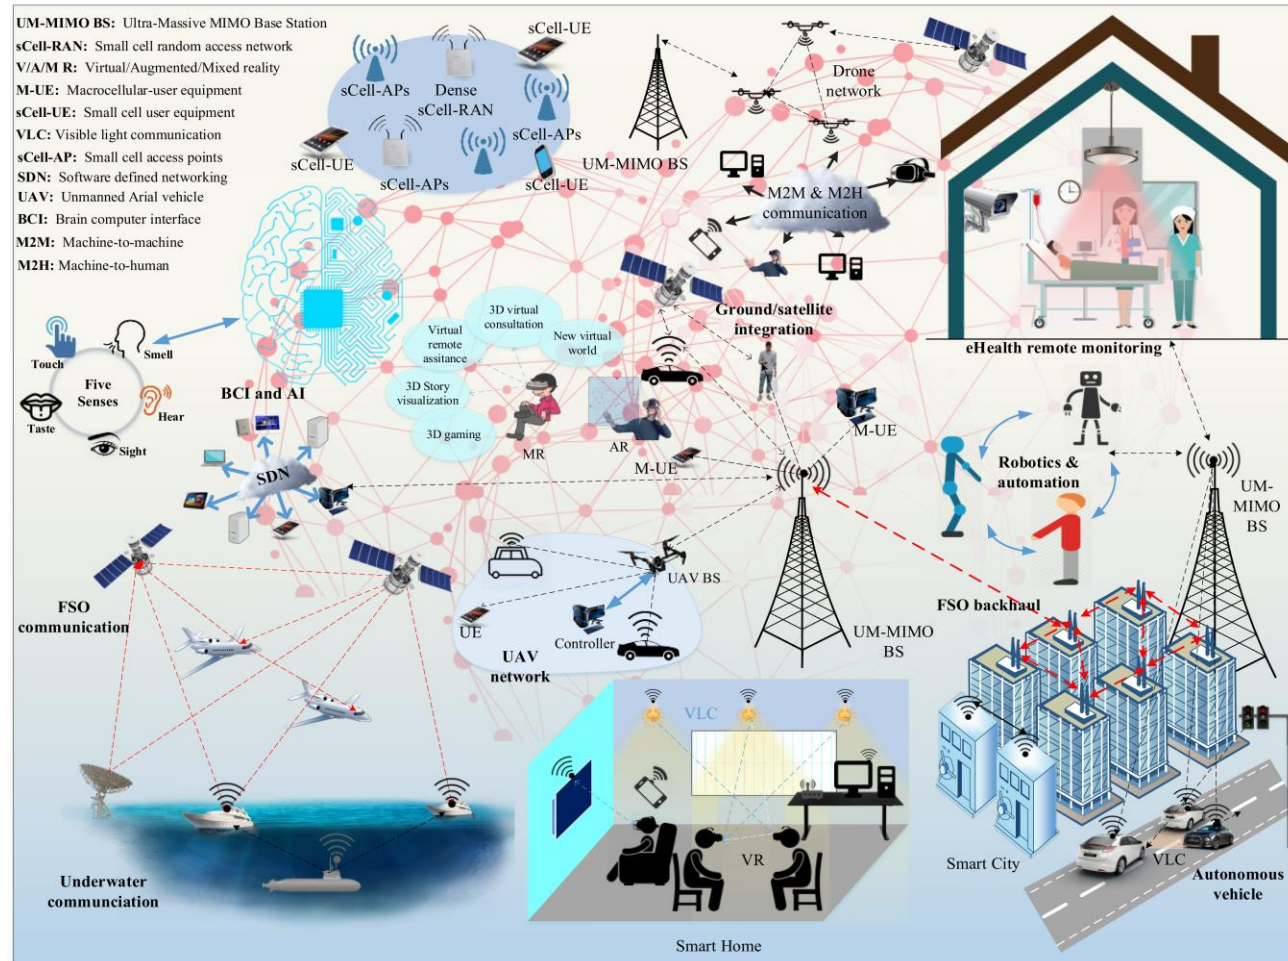 UM-MIMO BS: Ultra-Massive MIMO Base Station
sCell-RAN: Small cell random access network
V/A/M R: Virtual/Augmented/Mixed reality
M-UE: Macrocellular-user equipment
sCell-UE: Small cell user equipment
VLC: Visible light communication
sCell-AP: Small cell access points
SDN: Software defined networking
UAV: Unmanned Arial vehicle
BCI: Brain computer interface
M2M: Machine-to-machine
M2H: Machine-to-human
sCell-UE
sCell-APs
Dense
sCell-RAN
sCell-APs
sCell-UE
sCell-APs
sCell-UE
UM-MIMO BS
Drone
network
M2M & M2H
communication
Ground/satellite
integration
eHealth remote monitoring
Touch
Smell
Five
Senses
Hear
Taste
Sight
BCI and AI
3D virtual
consultation
Virtual
remote
assitance
New virtual
world
3D Story
visualization
3D gaming
MR
AR
M-UE
M-UE
Robotics &
automation
UM-
MIMO
BS
SDN
FSO
communication
UAV BS
UE
Controller
UAV
network
UM-MIMO
BS
FSO backhaul
VLC
VR
Smart Home
Smart City
VLC
Autonomous
vehicle
Underwater
communciation